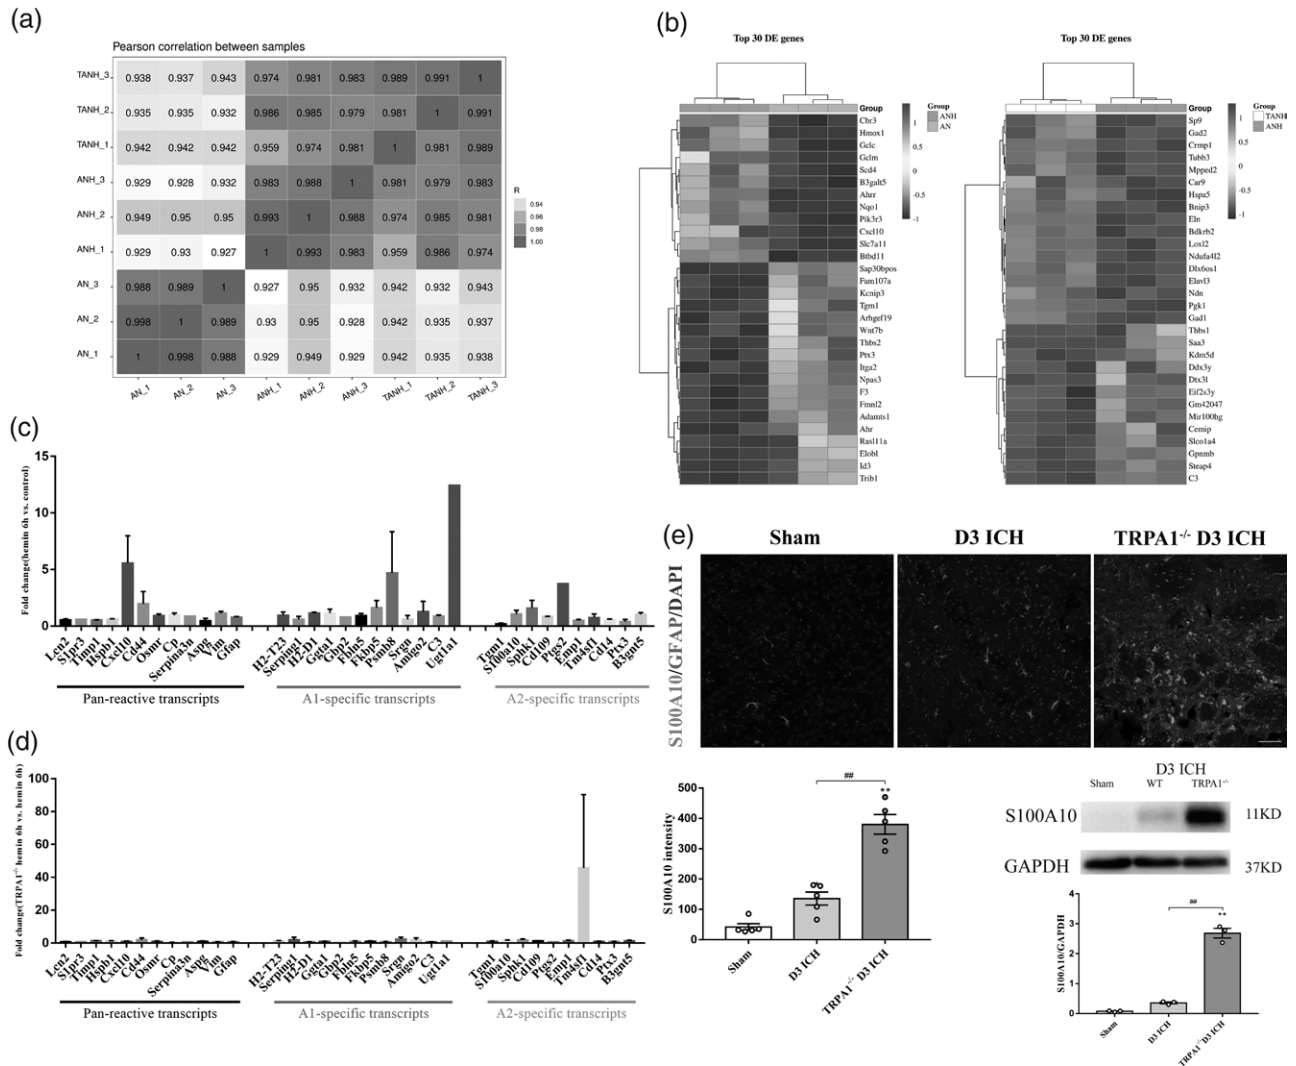 (a)
Pearson correlation between samples
TANH_3 0.938 0.937 0.943 0.974 0.981 0.983 0.989 0.991 1
TANH_2 0.935 0.935 0.932 0.986 0.985 0.979 0.981 1 0.991
TANH_1 0.942 0.942 0.942 0.959 0.974 0.981 1 0.981 0.989
ANH_3 0.929 0.928 0.932 0.983 0.988 1 0.981 0.979 0.983
ANH_2 0.949 0.95 0.95 0.993 1 0.988 0.974 0.985 0.981
ANH_1 0.929 0.93 0.927 1 0.993 0.983 0.959 0.986 0.974
AN_3 0.988 0.989 1 0.927 0.95 0.932 0.942 0.932 0.943
AN_2 0.998 1 0.989 0.93 0.95 0.928 0.942 0.935 0.937
AN_1 1 0.998 0.988 0.929 0.949 0.929 0.942 0.935 0.938
AN_1 AN_2 AN_3 ANH_1 ANH_2 ANH_3 TANH_1 TANH_2 TANH_3
R
0.94
0.96
0.98
1.00
(b)
Top 30 DE genes
Group
Cbr3
Hmox1
Gclc
Gclm
Scd4
B3galt5
Ahrr
Nqo1
Pik3r3
Cxcl10
Slc7a11
Btbd11
Sap30bpos
Fam107a
Kcnip3
Tgm1
Arhgef19
Wnt7b
Thbs2
Ptx3
Itga2
Npas3
F3
Fmnl2
Adamts1
Ahr
Rasl11a
Elobl
Id3
Trib1
1
0.5
0
-0.5
-1
Group
ANH
AN
Top 30 DE genes
Group
Sp9
Gad2
Crmp1
Tubb3
Mpped2
Car9
Hspa5
Bnip3
Eln
Bdkrb2
Loxl2
Ndufa4l2
Dlx6os1
Elavl3
Ndn
Pgk1
Gad1
Thbs1
Saa3
Kdm5d
Ddx3y
Dtx3l
Eif2s3y
Gm42047
Mir100hg
Cemip
Slco1a4
Gpnmb
Steap4
C3
1
0.5
0
-0.5
-1
Group
TANH
ANH
(c)
Fold change(hemin 6h vs. control)
15
10
5
0
Lcn2 S1pr3 Timp1 Hspb1 Cxcl10 Cd44 Osmr Cp Serpina3n Aspg Vim Gfap
H2-T23 Serping1 H2-D1 Ggta1 Gbp2 Fbln5 Fkbp5 Psmb8 Srgn Amigo2 C3 Ugt1a1
Tgm1 S100a10 Sphk1 Cd109 Ptgs2 Emp1 Tm4sf1 Cd14 Ptx3 B3gnt5
Pan-reactive transcripts A1-specific transcripts A2-specific transcripts
(d)
Fold change(TRPA1-/- hemin 6h vs. hemin 6h)
100
80
60
40
20
0
Lcn2 S1pr3 Timp1 Hspb1 Cxcl10 Cd44 Osmr Cp Serpina3n Aspg Vim Gfap
H2-T23 Serping1 H2-D1 Ggta1 Gbp2 Fbln5 Fkbp5 Psmb8 Srgn Amigo2 C3 Ugt1a1
Tgm1 S100a10 Sphk1 Cd109 Ptgs2 Emp1 Tm4sf1 Cd14 Ptx3 B3gnt5
Pan-reactive transcripts A1-specific transcripts A2-specific transcripts
(e)
Sham D3 ICH TRPA1-/- D3 ICH
S100A10/GFAP/DAPI
S100A10 intensity
500
400
300
200
100
0
##
**
Sham D3 ICH TRPA1-/- D3 ICH
D3 ICH
Sham WT TRPA1-/-
S100A10 11KD
GAPDH 37KD
S100A10/GAPDH
4
3
2
1
0
##
**
Sham D3 ICH TRPA1-/-D3 ICH